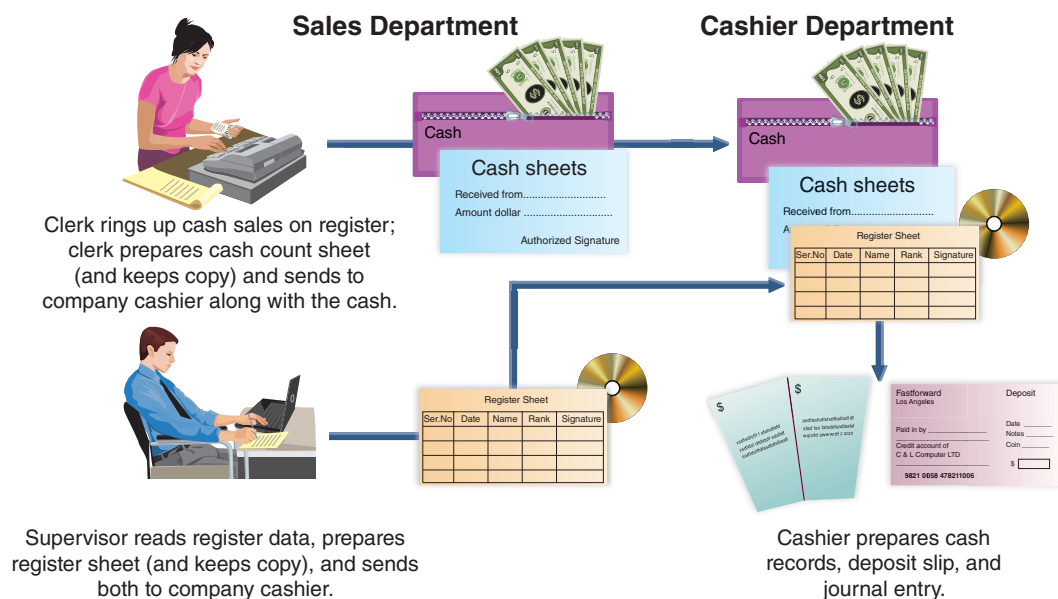 Sales Department
Cashier Department
Cash
Cash sheets
Received from
Amount dollar
Authorized Signature
Cash
Cash sheets
Received from
Register Sheet
Ser.No Date Name Rank Signature
Clerk rings up cash sales on register;
clerk prepares cash count sheet
(and keeps copy) and sends to
company cashier along with the cash.
Register Sheet
Ser.No Date Name Rank Signature
$
$
Fastforward
Los Angeles
Deposit
Paid in by
Date
Notes
Coin
Credit account of
C & L Computer LTD
$
9821 0058 478211006
Supervisor reads register data, prepares
register sheet (and keeps copy), and sends
both to company cashier.
Cashier prepares cash
records, deposit slip, and
journal entry.